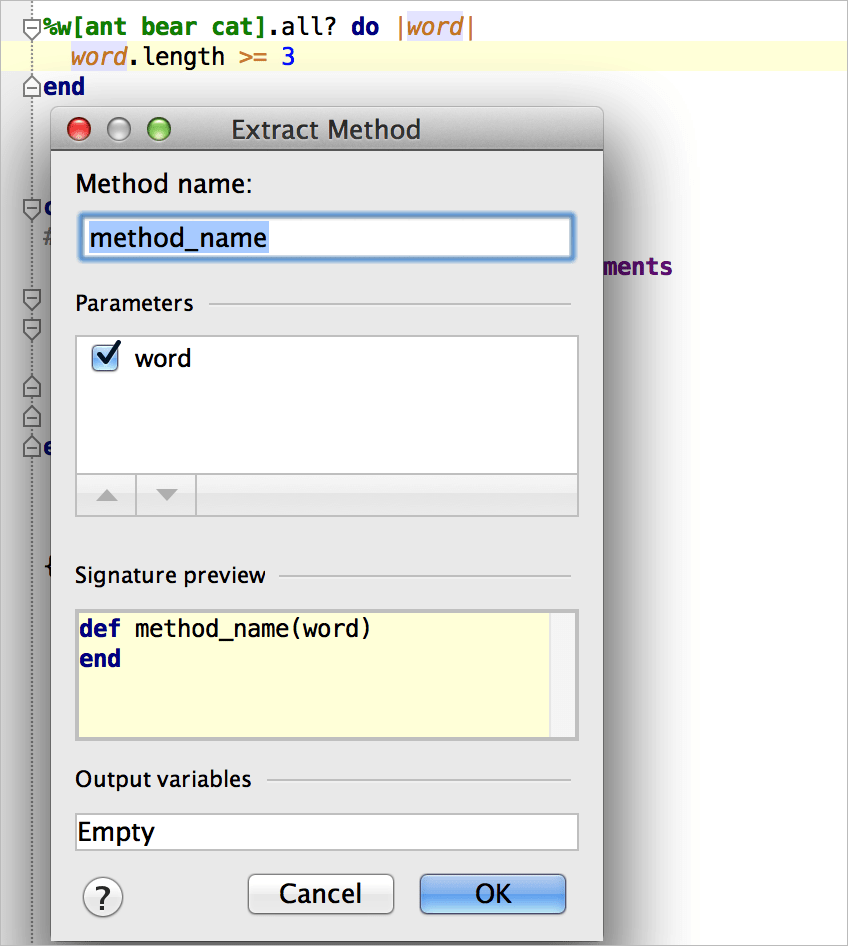 %w[ant bear cat].all? do |word|
word.length >= 3
end
Extract Method
Method name:
method_name
#
ments
Parameters
word
Signature preview
{
def method_name(word)
end
Output variables
Empty
?
Cancel
OK